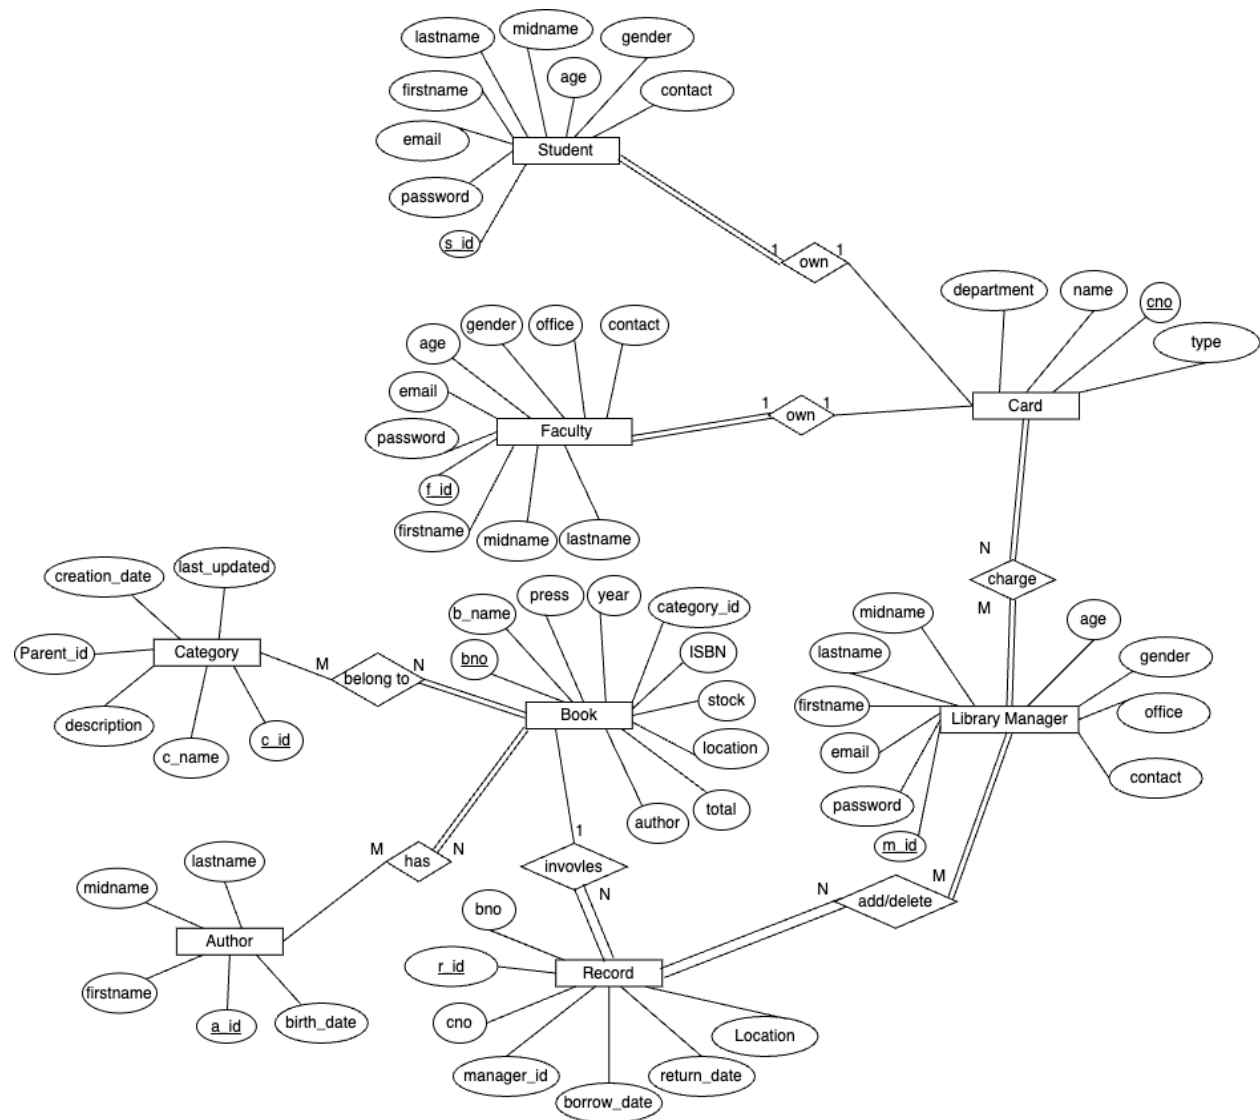 midname
lastname
gender
age
firstname
contact
email
Student
password
s_id
1
own
1
department
name
cno
type
gender
office
contact
age
email
Faculty
password
f_id
firstname
midname
lastname
1
own
1
Card
N
charge
M
creation_date
last_updated
Parent_id
Category
description
c_name
c_id
M
belong to
N
b_name
press
year
category_id
bno
ISBN
Book
stock
location
total
author
midname
age
lastname
gender
firstname
Library Manager
office
email
contact
password
m_id
M
has
N
1
invovles
N
N
add/delete
M
lastname
midname
Author
firstname
a_id
birth_date
bno
r_id
Record
cno
Location
manager_id
return_date
borrow_date